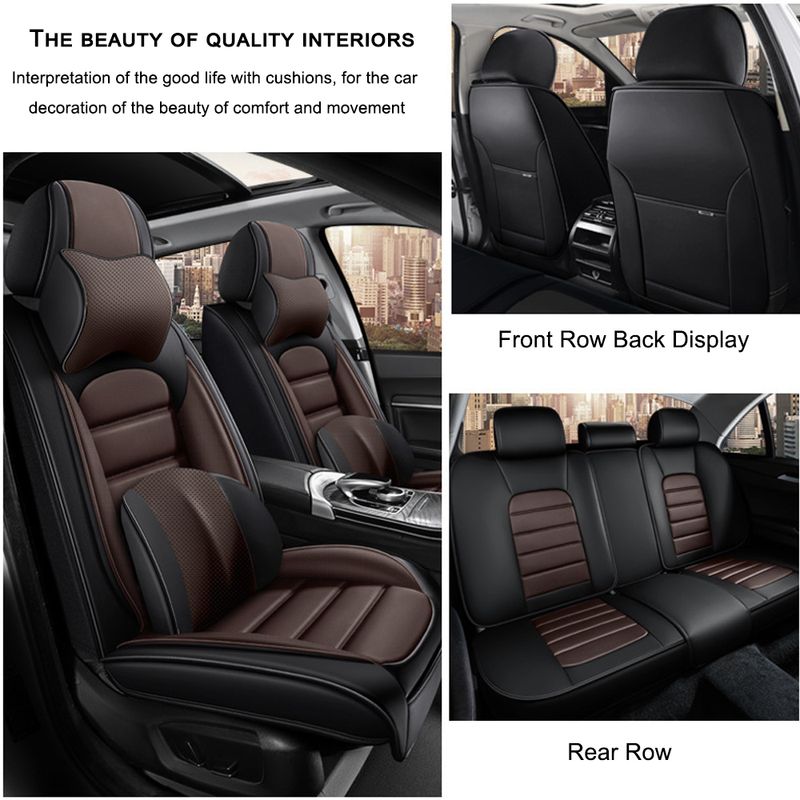 The beauty of quality interiors
Interpretation of the good life with cushions, for the car
decoration of the beauty of comfort and movement
Front Row Back Display
Rear Row